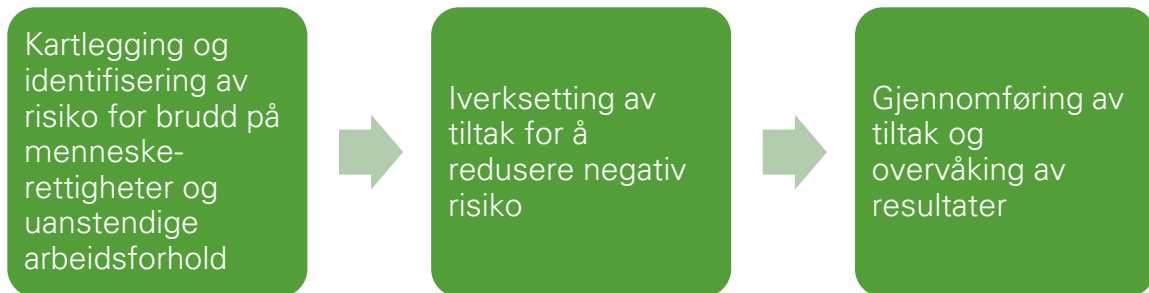 Kartlegging og
identifisering av
risiko for brudd på
menneske-
rettigheter og
uanstendige
arbeidsforhold
Iverksetting av
tiltak for å
redusere negativ
risiko
Gjennomføring av
tiltak og
overvåking av
resultater